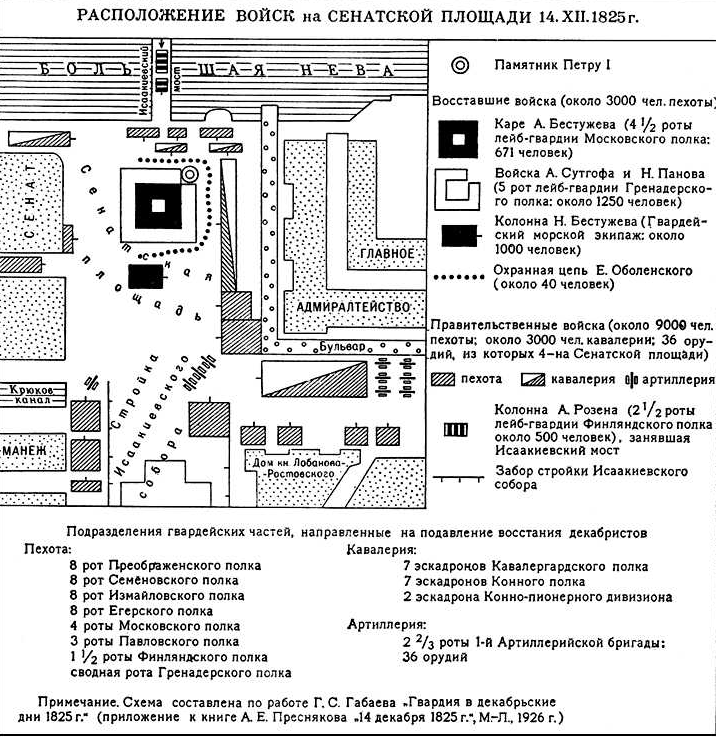 РАСПОЛОЖЕНИЕ ВОЙСК на СЕНАТСКОЙ ПЛОЩАДИ 14.XII.1825 г.
БОЛЬШАЯ НЕВА
Исаакиевский
мост
СЕНАТ
Сенатская
площадь
ГЛАВНОЕ
АДМИРАЛТЕЙСТВО
Бульвар
Крюков
канал
МАНЕЖ
Стройка
Исаакиевского
собора
Дом кн. Лобанова-
-Ростовского
Памятник Петру I
Восставшие войска (около 3000 чел. пехоты)
Каре А. Бестужева (4 1/2 роты
лейб-гвардии Московского полка:
671 человек)
Войска А. Сутгофа и Н. Панова
(5 рот лейб-гвардии Гренадерско-
го полка: около 1250 человек)
Колонна Н. Бестужева (Гвардей-
ский морской экипаж: около
1000 человек)
Охранная цепь Е. Оболенского
(около 40 человек)
Правительственные войска (около 9000 чел.
пехоты; около 3000 чел. кавалерии; 36 ору-
дий, из которых 4-на Сенатской площади)
пехота кавалерия артиллерия
Колонна А. Розена (2 1/2 роты
лейб-гвардии Финляндского полка
около 500 человек), занявшая
Исаакиевский мост
Забор стройки Исаакиевского
собора
Подразделения гвардейских частей, направленные на подавление восстания декабристов
Пехота:
8 рот Преображенского полка
8 рот Семёновского полка
8 рот Измайловского полка
8 рот Егерского полка
4 роты Московского полка
3 роты Павловского полка
1 1/2 роты Финляндского полка
сводная рота Гренадерского полка
Кавалерия:
7 эскадронов Кавалергардского полка
7 эскадронов Конного полка
2 эскадрона Конно-пионерного дивизиона
Артиллерия:
2 2/3 роты 1-й Артиллерийской бригады:
36 орудий
Примечание. Схема составлена по работе Г. С. Габаева „Гвардия в декабрьские
дни 1825 г." (приложение к книге А. Е. Преснякова „14 декабря 1825 г.", М.-Л., 1926 г.)